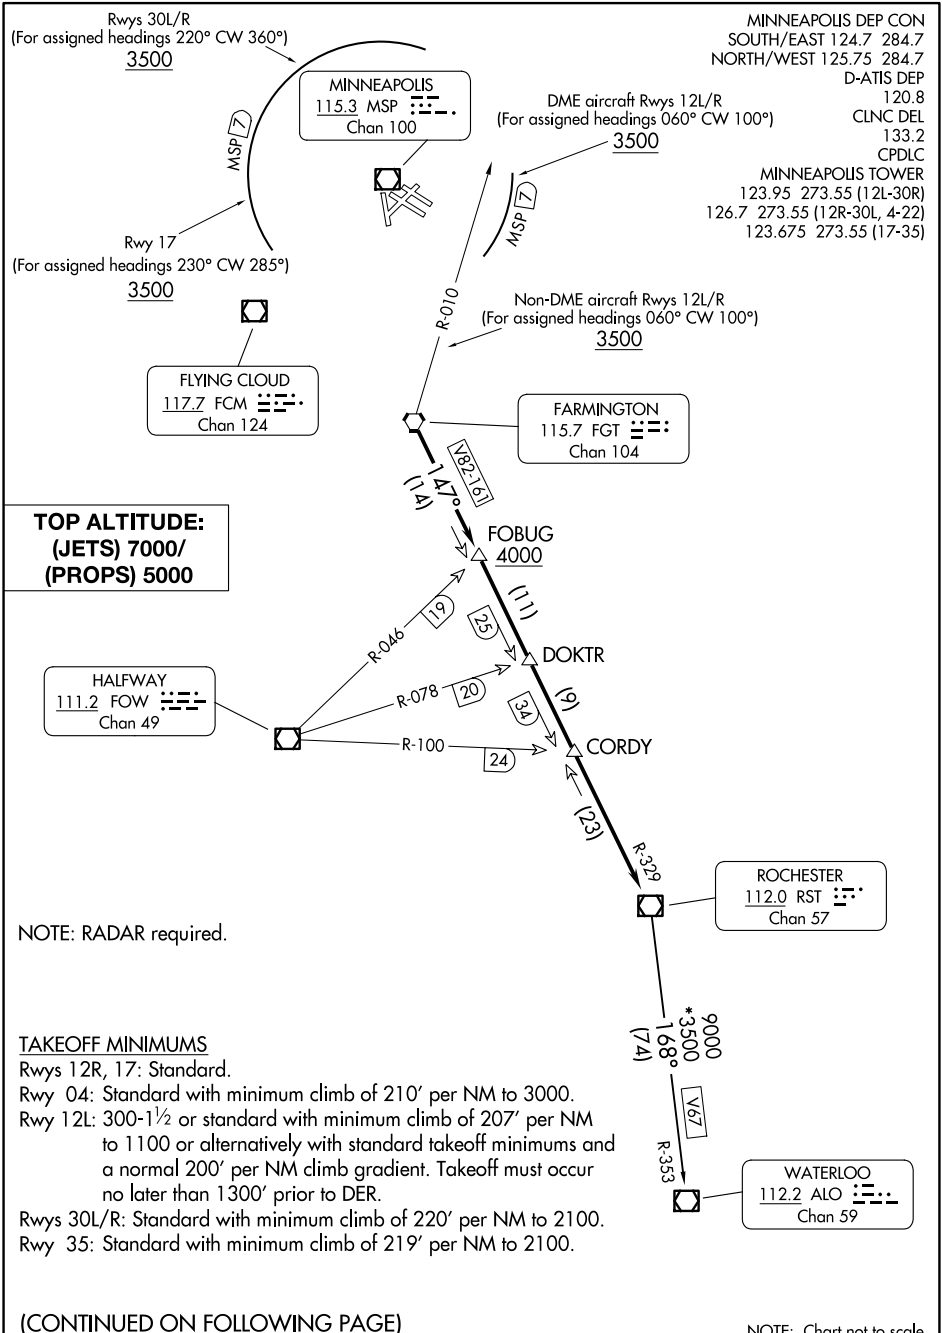 Rwys 30L/R
(For assigned headings 220° CW 360°)
3500
MINNEAPOLIS DEP CON
SOUTH/EAST 124.7 284.7
NORTH/WEST 125.75 284.7
D-ATIS DEP
120.8
CLNC DEL
133.2
CPDLC
MINNEAPOLIS TOWER
123.95 273.55 (12L-30R)
126.7 273.55 (12R-30L, 4-22)
123.675 273.55 (17-35)
MINNEAPOLIS
115.3 MSP
Chan 100
DME aircraft Rwys 12L/R
(For assigned headings 060° CW 100°)
3500
MSP 7
MSP 7
Rwy 17
(For assigned headings 230° CW 285°)
3500
R-010
Non-DME aircraft Rwys 12L/R
(For assigned headings 060° CW 100°)
3500
FLYING CLOUD
117.7 FCM
Chan 124
FARMINGTON
115.7 FGT
Chan 104
V82-161
147°
(14)
TOP ALTITUDE:
(JETS) 7000/
(PROPS) 5000
FOBUG
4000
(11)
R-046
19
25
DOKTR
HALFWAY
111.2 FOW
Chan 49
R-078
20
(9)
34
R-100
24
CORDY
(23)
R-329
ROCHESTER
112.0 RST
Chan 57
NOTE: RADAR required.
9000
*3500
168°
(74)
V67
R-353
WATERLOO
112.2 ALO
Chan 59
TAKEOFF MINIMUMS
Rwys 12R, 17: Standard.
Rwy 04: Standard with minimum climb of 210' per NM to 3000.
Rwy 12L: 300-1½ or standard with minimum climb of 207' per NM
to 1100 or alternatively with standard takeoff minimums and
a normal 200' per NM climb gradient. Takeoff must occur
no later than 1300' prior to DER.
Rwys 30L/R: Standard with minimum climb of 220' per NM to 2100.
Rwy 35: Standard with minimum climb of 219' per NM to 2100.
(CONTINUED ON FOLLOWING PAGE)
NOTE: Chart not to scale